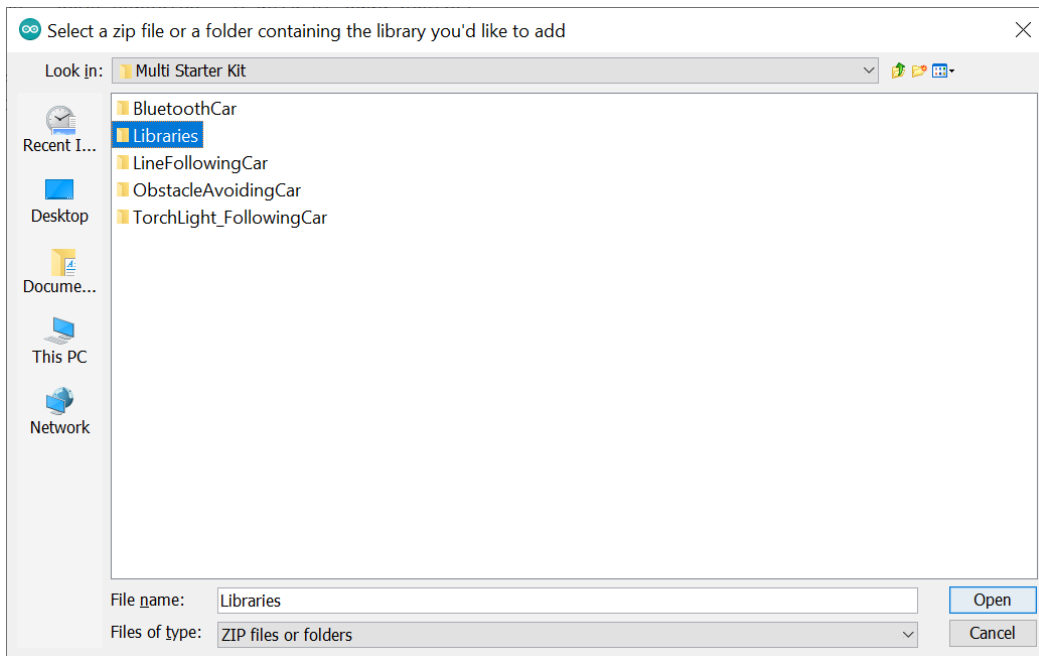 Select a zip file or a folder containing the library you'd like to add
Look in: Multi Starter Kit
Recent I...
Desktop
Docume...
This PC
Network
BluetoothCar
Libraries
LineFollowingCar
ObstacleAvoidingCar
TorchLight_FollowingCar
File name: Libraries Open
Files of type: ZIP files or folders Cancel